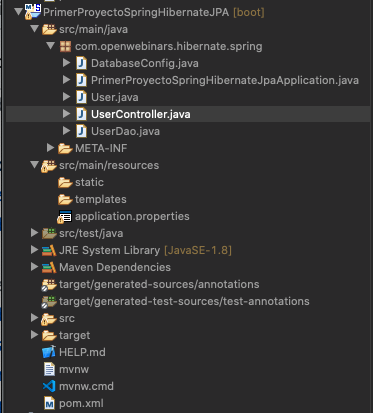 PrimerProyectoSpringHibernateJPA [boot]
src/main/java
com.openwebinars.hibernate.spring
DatabaseConfig.java
PrimerProyectoSpringHibernateJpaApplication.java
User.java
UserController.java
UserDao.java
META-INF
src/main/resources
static
templates
application.properties
src/test/java
JRE System Library [JavaSE-1.8]
Maven Dependencies
target/generated-sources/annotations
target/generated-test-sources/test-annotations
src
target
HELP.md
mvnw
mvnw.cmd
pom.xml